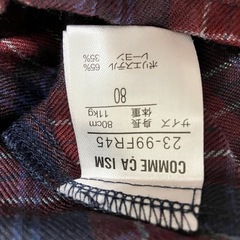 COMME ÇA ISM
23-99FR45
サイズ
身長 80cm
体重 11kg
80
ポリエステル 65%
レーヨン 35%